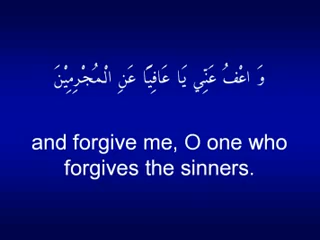 وَ اعْفُ عَنِّي يَا عَافِيًا عَنِ الْمُجْرِمِيْنَ
and forgive me, O one who
forgives the sinners.